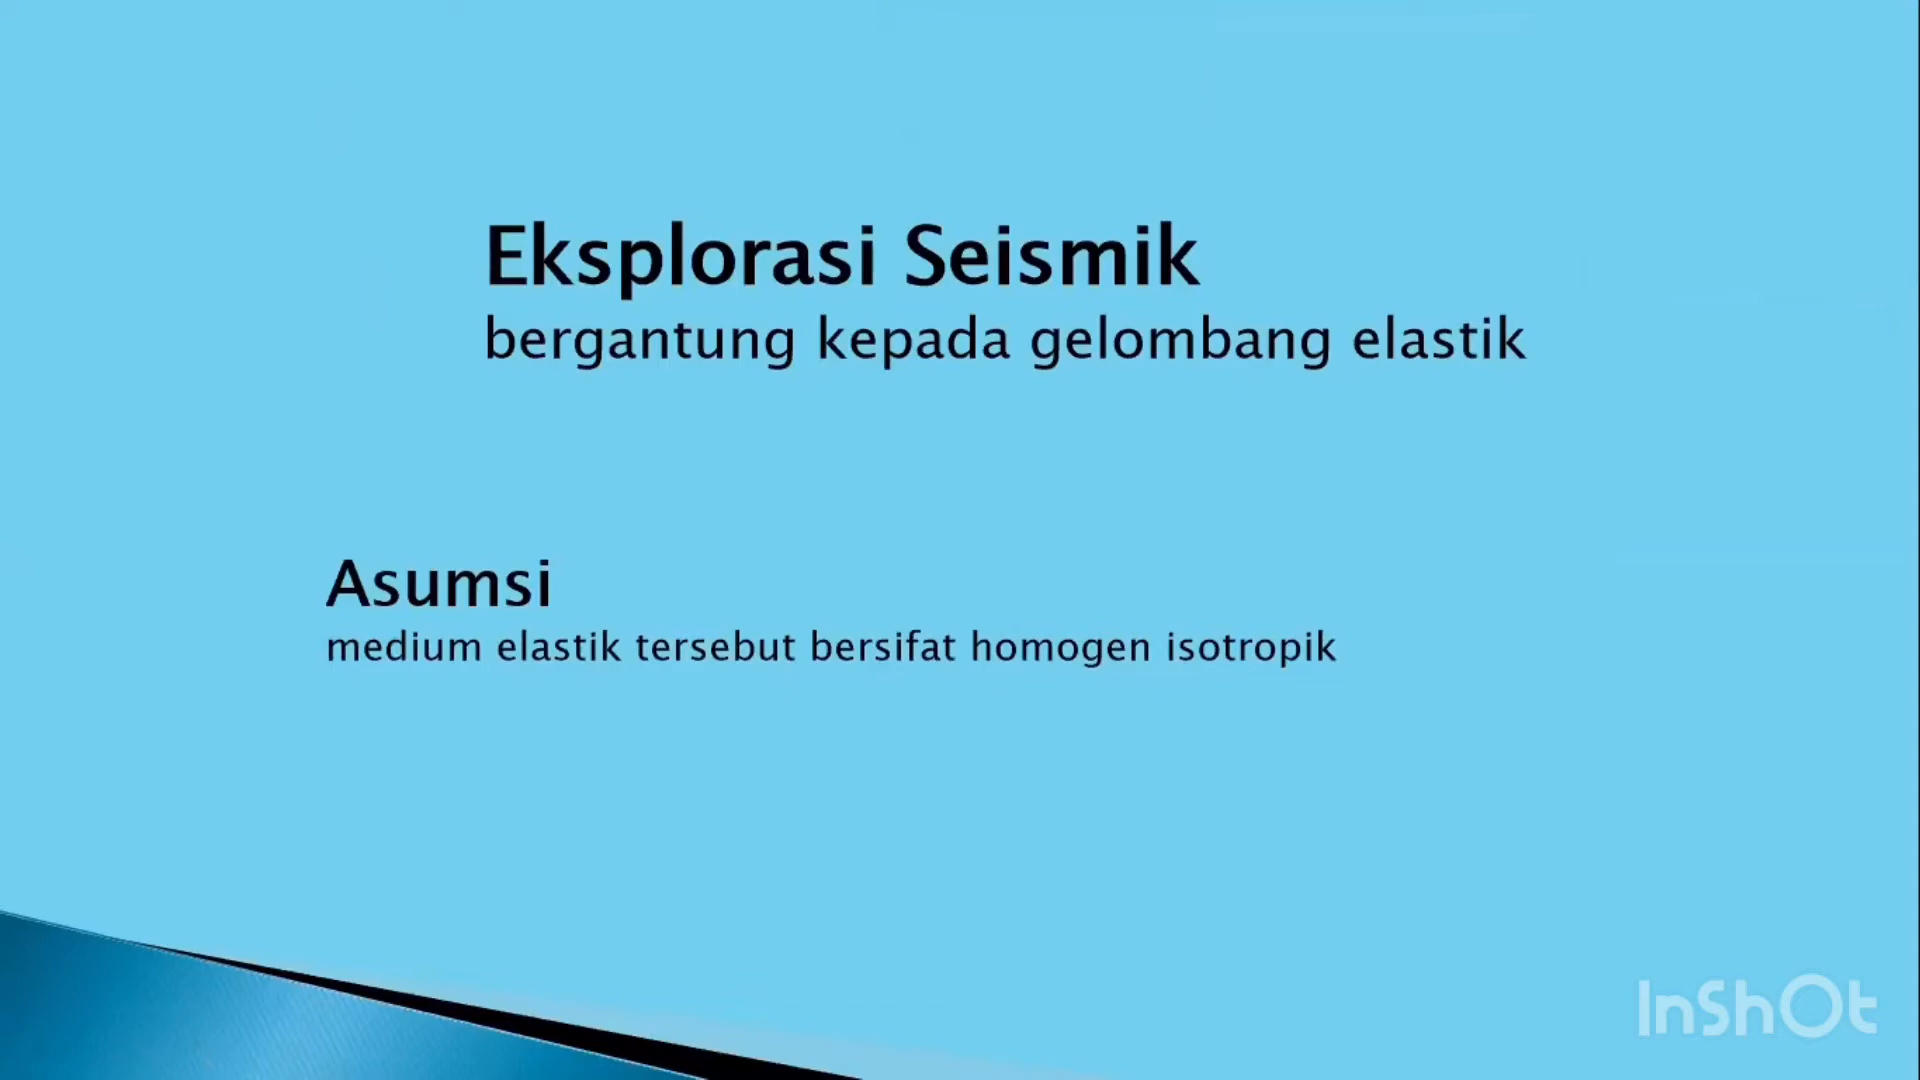 Eksplorasi Seismik
bergantung kepada gelombang elastik
Asumsi
medium elastik tersebut bersifat homogen isotropik
InShOt